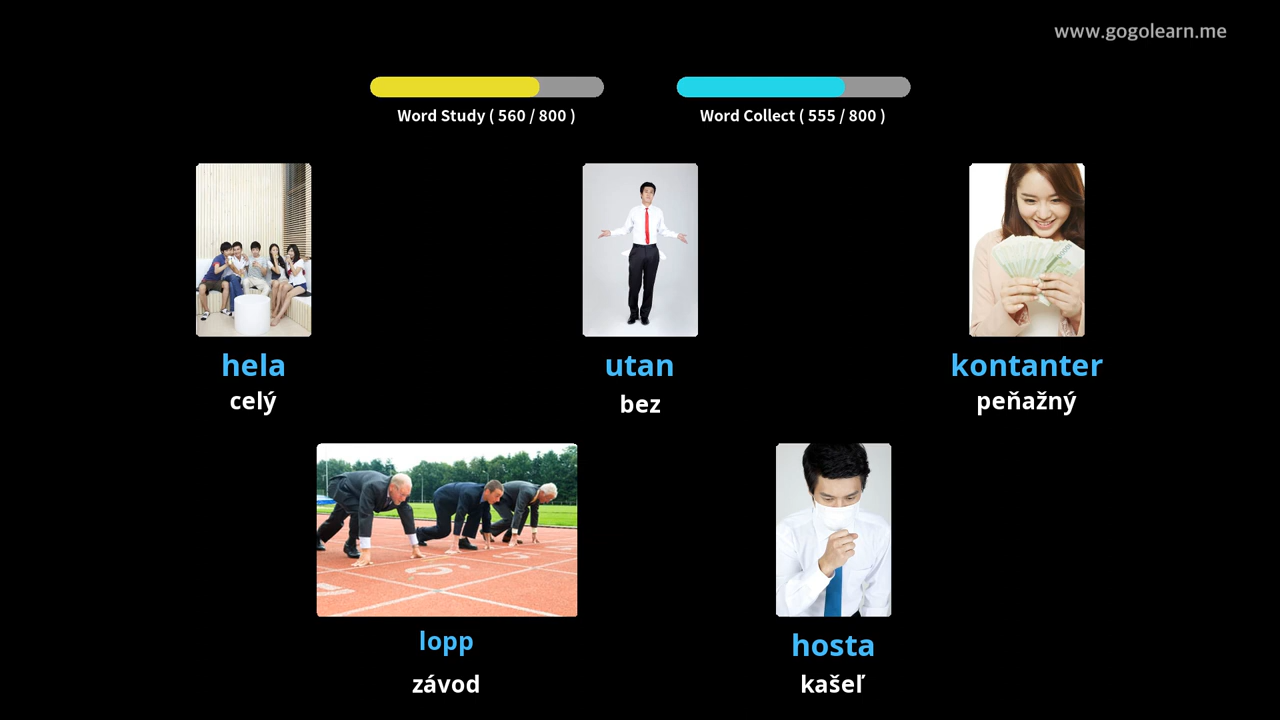 www.gogolearn.me
Word Study ( 560 / 800 )
Word Collect ( 555 / 800 )
hela
celý
utan
bez
kontanter
peňažný
lopp
závod
hosta
kašeľ